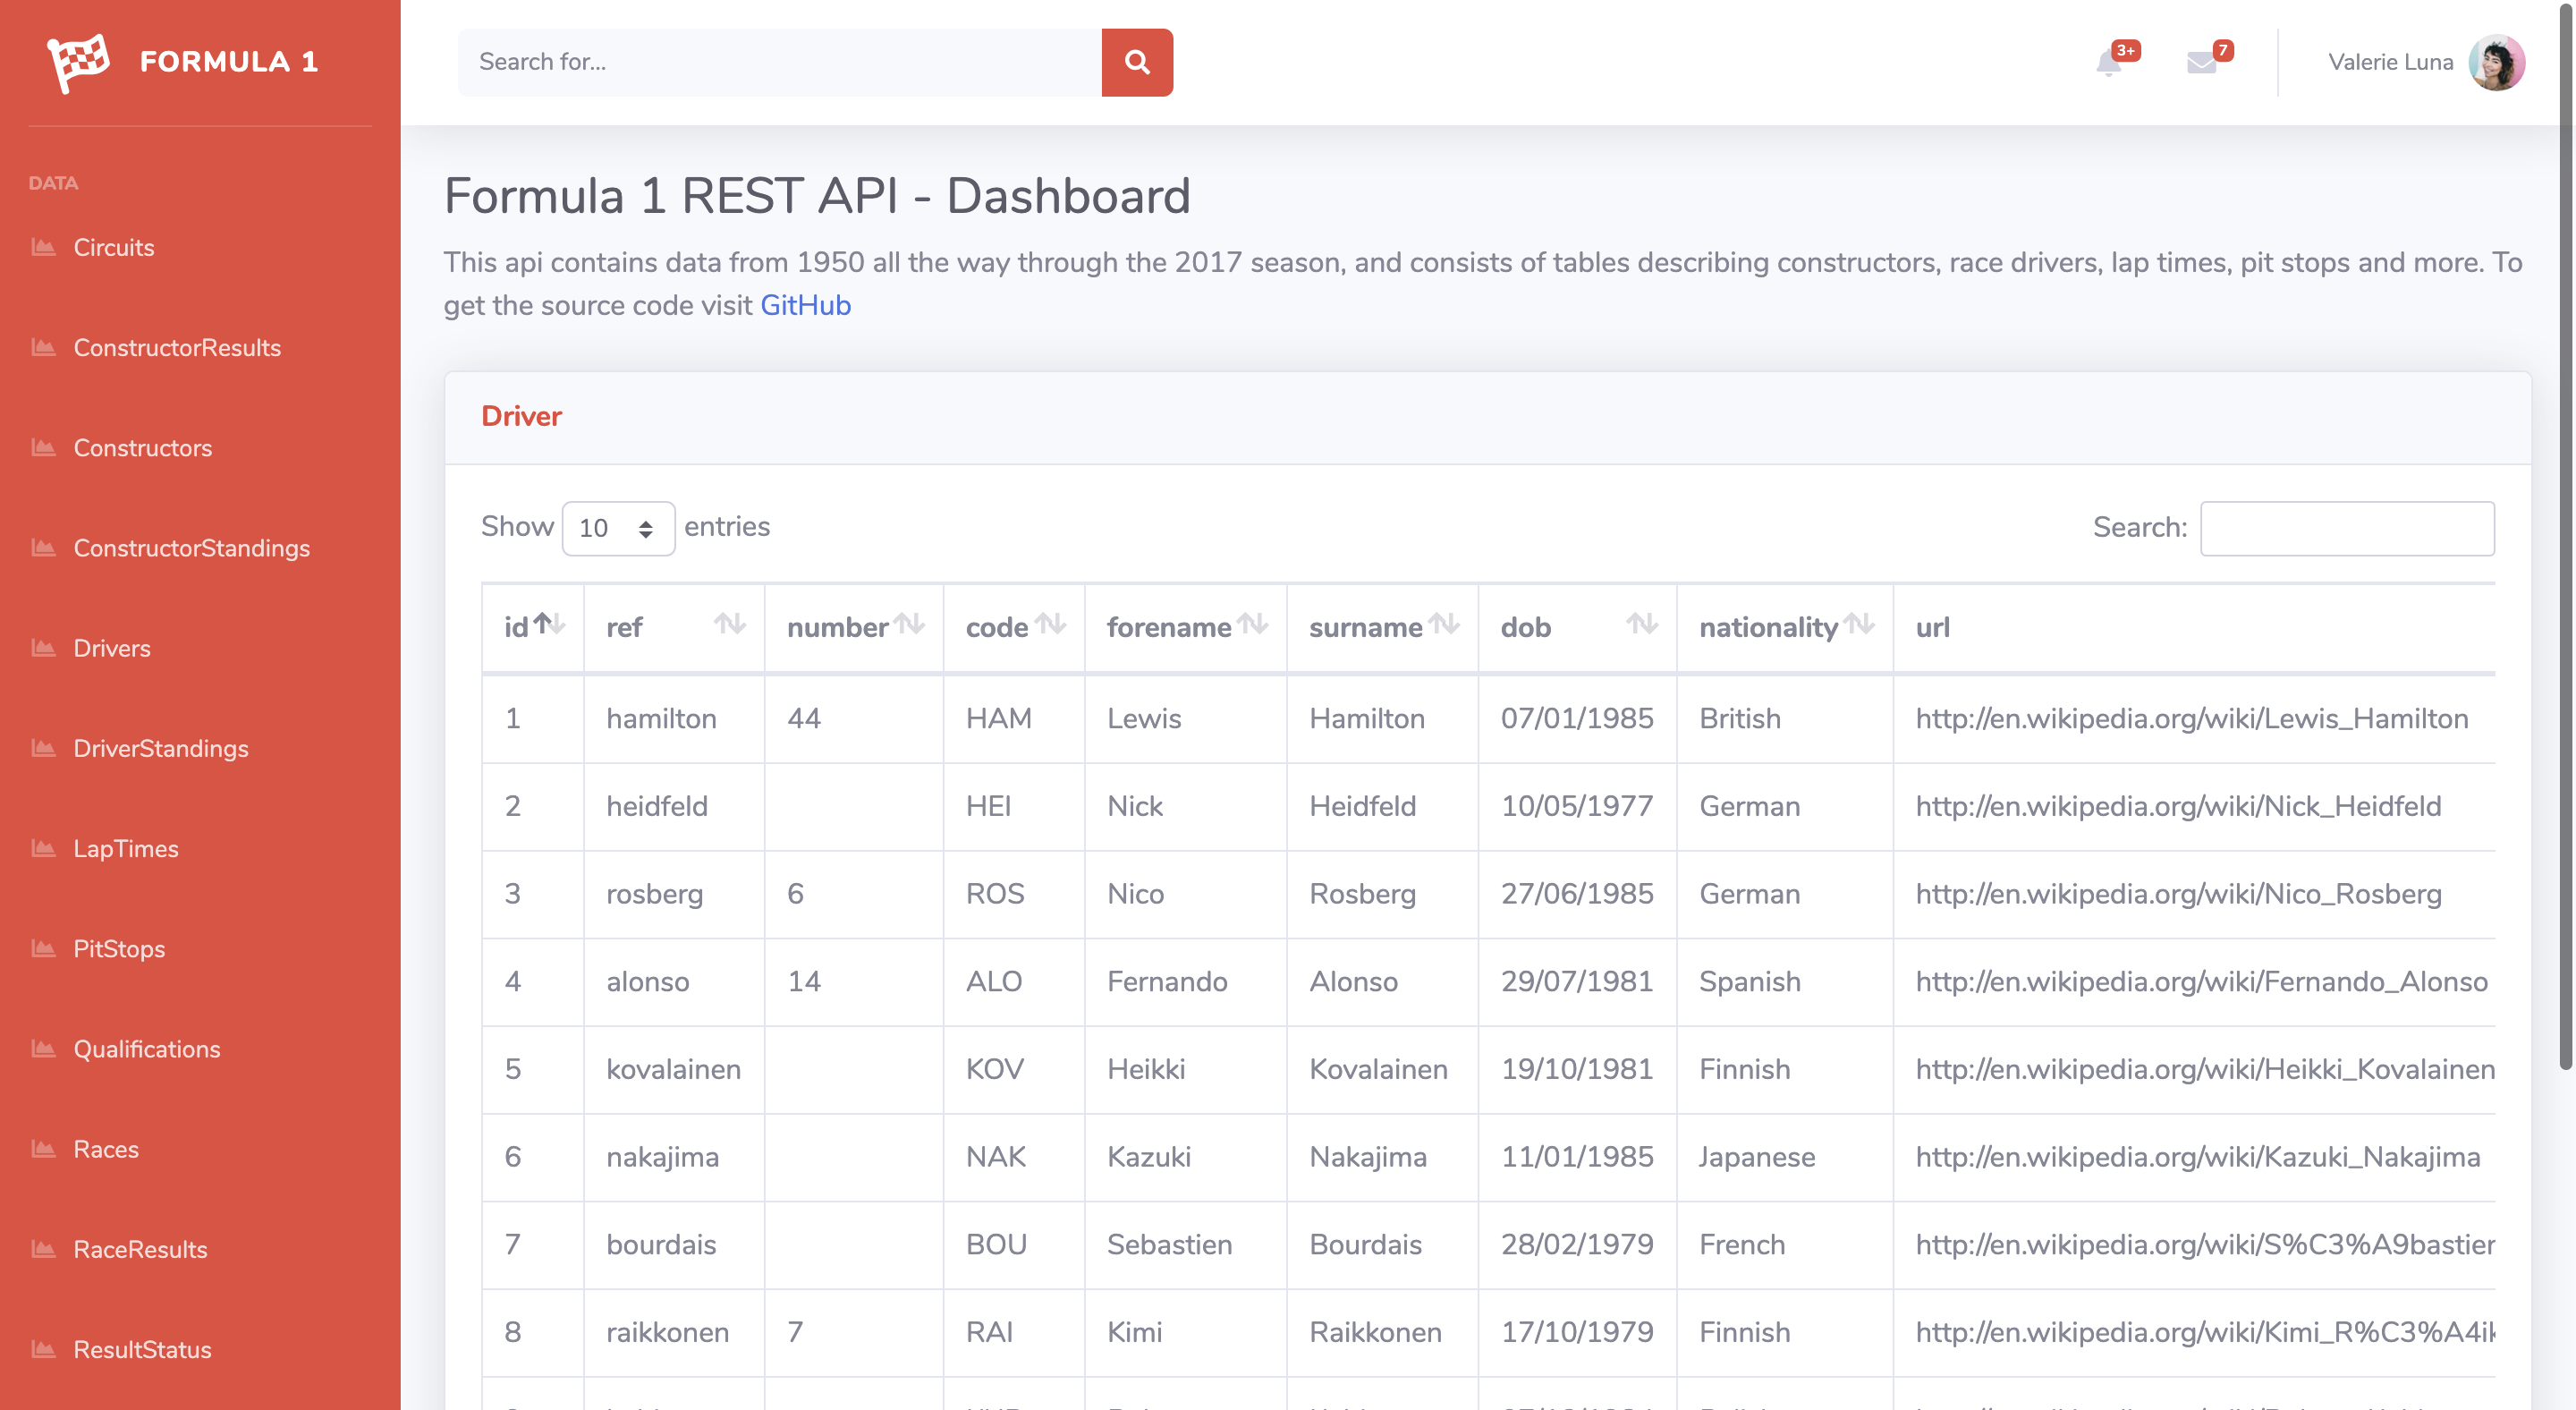 FORMULA 1
DATA
Circuits
ConstructorResults
Constructors
ConstructorStandings
Drivers
DriverStandings
LapTimes
PitStops
Qualifications
Races
RaceResults
ResultStatus
Search for...
3+
7
Valerie Luna
Formula 1 REST API - Dashboard
This api contains data from 1950 all the way through the 2017 season, and consists of tables describing constructors, race drivers, lap times, pit stops and more. To
get the source code visit GitHub
Driver
Show 10 entries
Search:
id ref number code forename surname dob nationality url
1 hamilton 44 HAM Lewis Hamilton 07/01/1985 British http://en.wikipedia.org/wiki/Lewis_Hamilton
2 heidfeld HEI Nick Heidfeld 10/05/1977 German http://en.wikipedia.org/wiki/Nick_Heidfeld
3 rosberg 6 ROS Nico Rosberg 27/06/1985 German http://en.wikipedia.org/wiki/Nico_Rosberg
4 alonso 14 ALO Fernando Alonso 29/07/1981 Spanish http://en.wikipedia.org/wiki/Fernando_Alonso
5 kovalainen KOV Heikki Kovalainen 19/10/1981 Finnish http://en.wikipedia.org/wiki/Heikki_Kovalainen
6 nakajima NAK Kazuki Nakajima 11/01/1985 Japanese http://en.wikipedia.org/wiki/Kazuki_Nakajima
7 bourdais BOU Sebastien Bourdais 28/02/1979 French http://en.wikipedia.org/wiki/S%C3%A9bastien
8 raikkonen 7 RAI Kimi Raikkonen 17/10/1979 Finnish http://en.wikipedia.org/wiki/Kimi_R%C3%A4ik